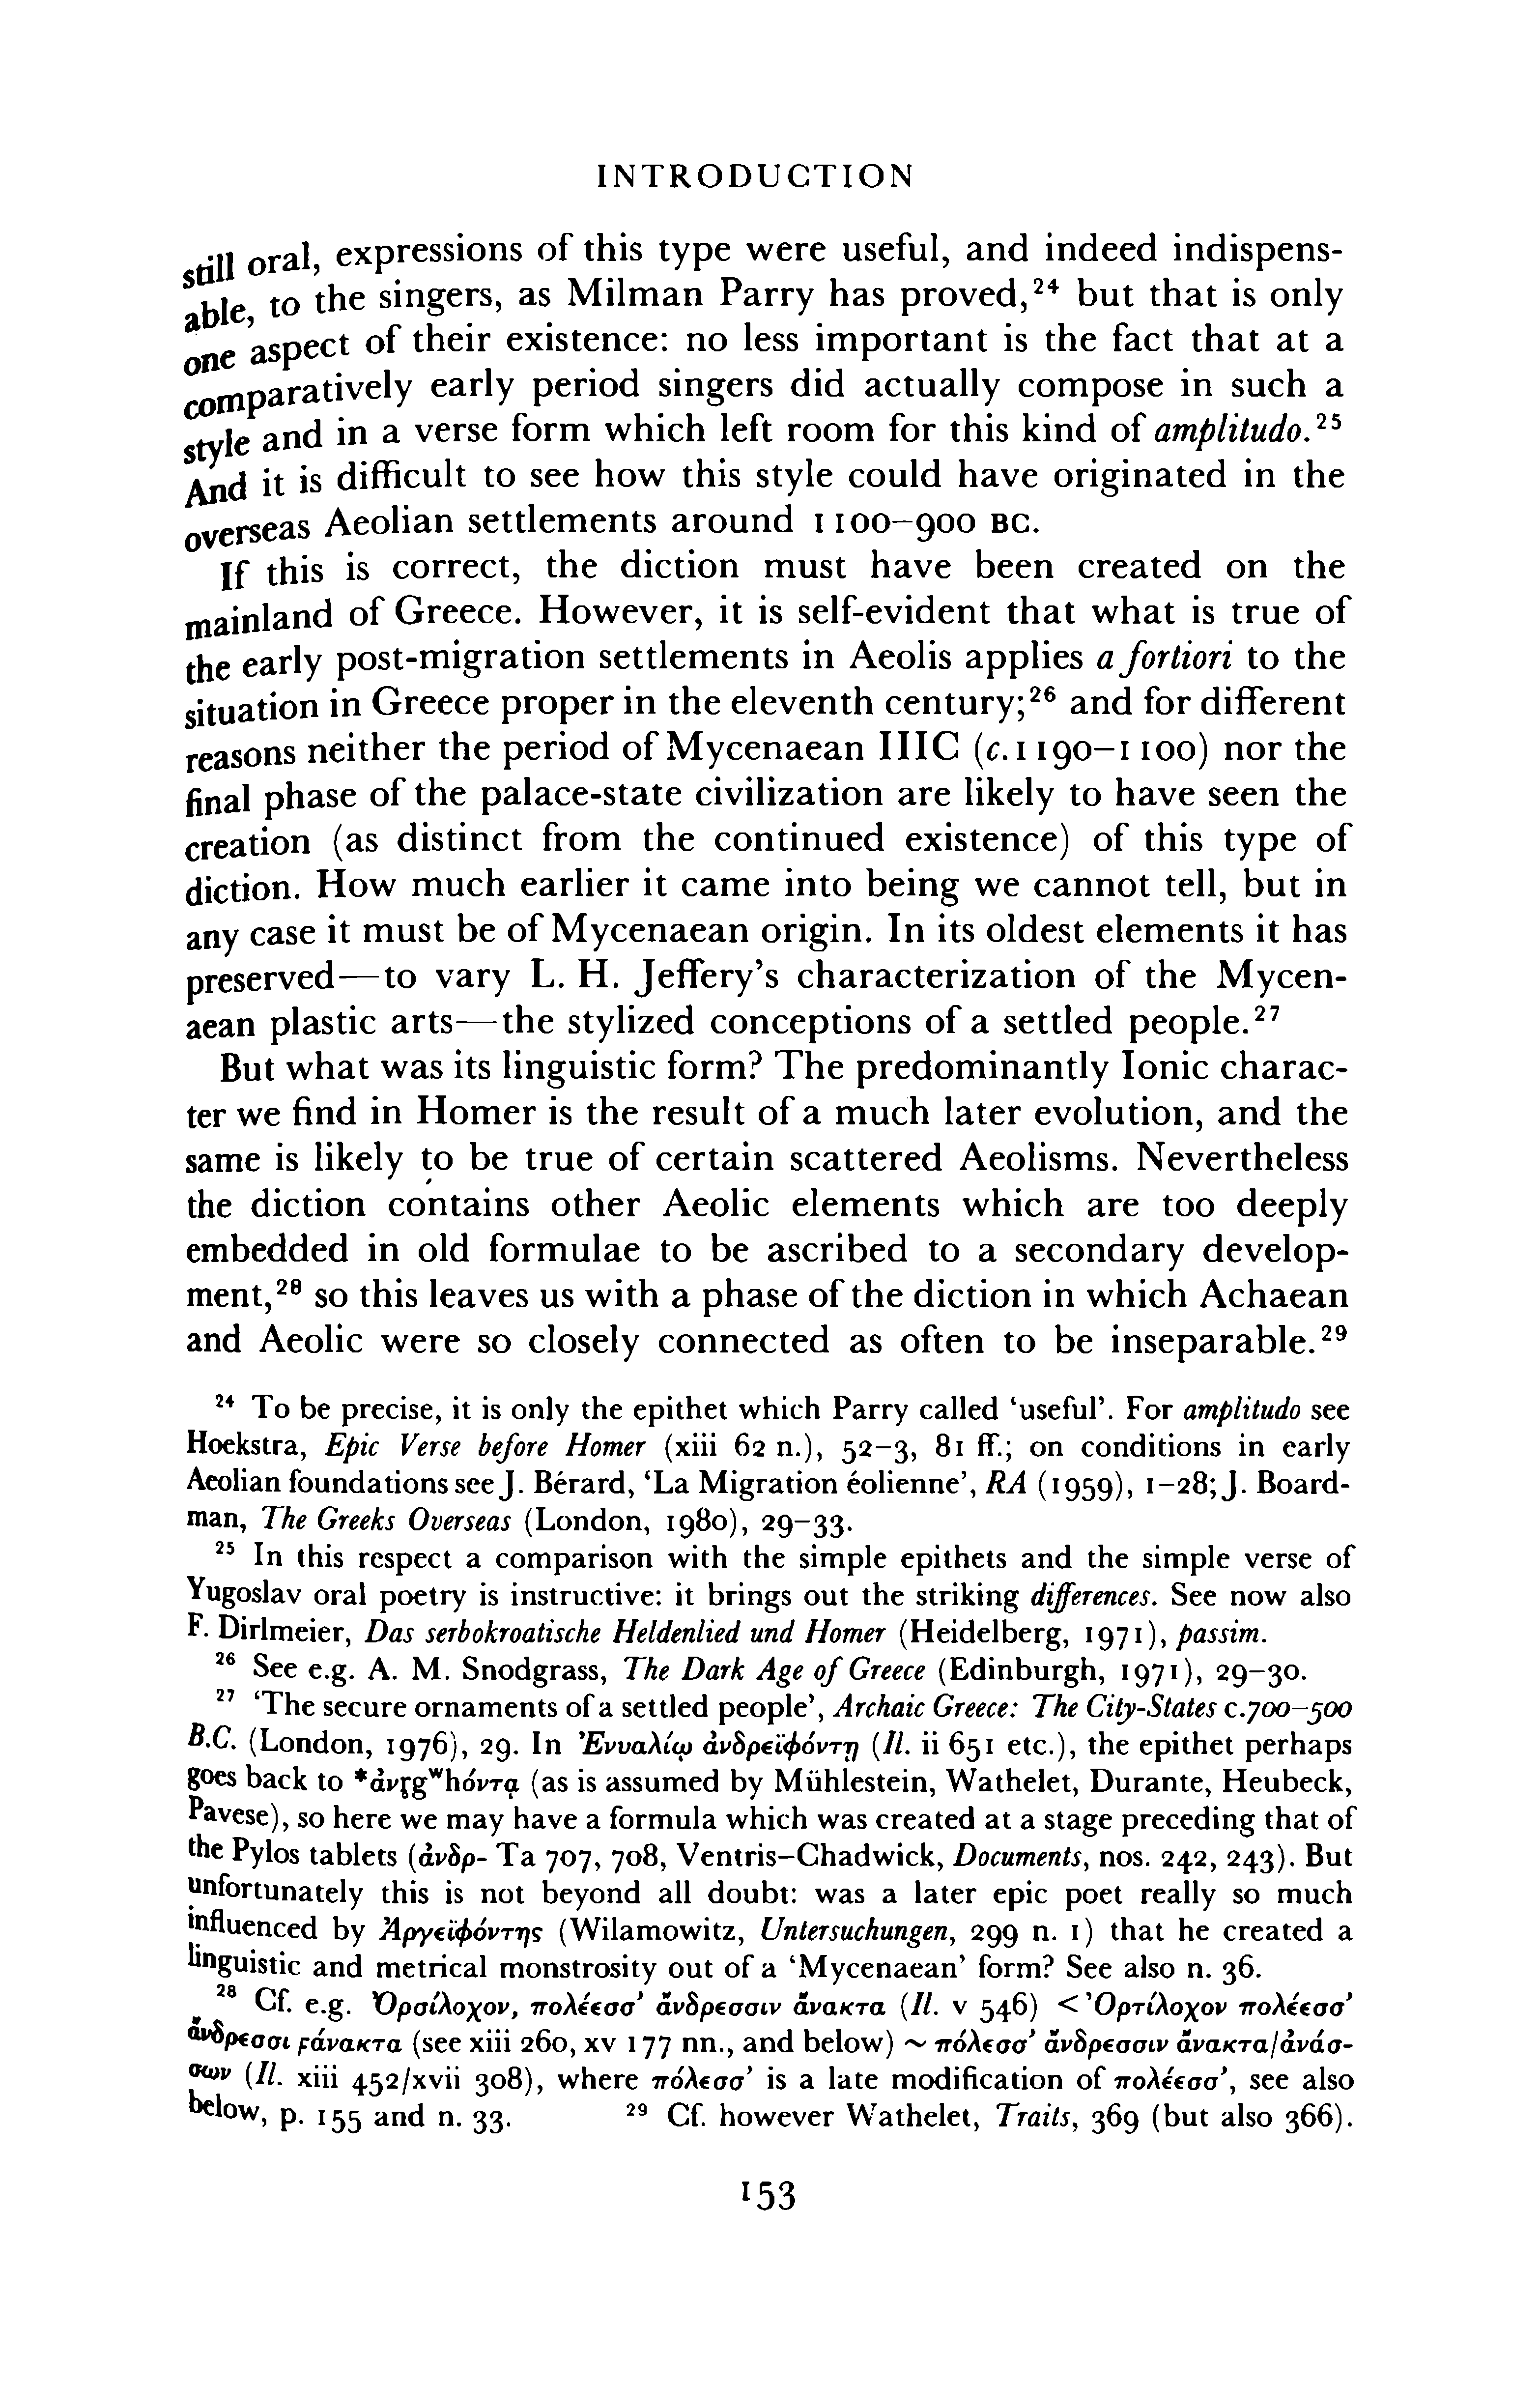 INTRODUCTION
still oral, expressions of this type were useful, and indeed indispens-
able, to the singers, as Milman Parry has proved,²⁴ but that is only
one aspect of their existence: no less important is the fact that at a
comparatively early period singers did actually compose in such a
style and in a verse form which left room for this kind of amplitudo.²⁵
And it is difficult to see how this style could have originated in the
overseas Aeolian settlements around 1100–900 BC.
If this is correct, the diction must have been created on the
mainland of Greece. However, it is self-evident that what is true of
the early post-migration settlements in Aeolis applies a fortiori to the
situation in Greece proper in the eleventh century;²⁶ and for different
reasons neither the period of Mycenaean IIIC (c.1190–1100) nor the
final phase of the palace-state civilization are likely to have seen the
creation (as distinct from the continued existence) of this type of
diction. How much earlier it came into being we cannot tell, but in
any case it must be of Mycenaean origin. In its oldest elements it has
preserved—to vary L. H. Jeffery's characterization of the Mycen-
aean plastic arts—the stylized conceptions of a settled people.²⁷
But what was its linguistic form? The predominantly Ionic charac-
ter we find in Homer is the result of a much later evolution, and the
same is likely to be true of certain scattered Aeolisms. Nevertheless
the diction contains other Aeolic elements which are too deeply
embedded in old formulae to be ascribed to a secondary develop-
ment,²⁸ so this leaves us with a phase of the diction in which Achaean
and Aeolic were so closely connected as often to be inseparable.²⁹
²⁴ To be precise, it is only the epithet which Parry called 'useful'. For amplitudo see
Hoekstra, Epic Verse before Homer (xiii 62 n.), 52–3, 81 ff.; on conditions in early
Aeolian foundations see J. Bérard, 'La Migration éolienne', RA (1959), 1–28; J. Board-
man, The Greeks Overseas (London, 1980), 29–33.
²⁵ In this respect a comparison with the simple epithets and the simple verse of
Yugoslav oral poetry is instructive: it brings out the striking differences. See now also
F. Dirlmeier, Das serbokroatische Heldenlied und Homer (Heidelberg, 1971), passim.
²⁶ See e.g. A. M. Snodgrass, The Dark Age of Greece (Edinburgh, 1971), 29–30.
²⁷ 'The secure ornaments of a settled people', Archaic Greece: The City-States c.700–500
B.C. (London, 1976), 29. In Ἐνυαλίῳ ἀνδρεϊφόντῃ (Il. ii 651 etc.), the epithet perhaps
goes back to *ἀνr̥gʷhόντᾳ (as is assumed by Mühlestein, Wathelet, Durante, Heubeck,
Pavese), so here we may have a formula which was created at a stage preceding that of
the Pylos tablets (ἀνδρ- Ta 707, 708, Ventris–Chadwick, Documents, nos. 242, 243). But
unfortunately this is not beyond all doubt: was a later epic poet really so much
influenced by Ἀργεϊφόντης (Wilamowitz, Untersuchungen, 299 n. 1) that he created a
linguistic and metrical monstrosity out of a 'Mycenaean' form? See also n. 36.
²⁸ Cf. e.g. Ὀρσίλοχον, πολέεσσ' ἄνδρεσσιν ἄνακτα (Il. v 546) < Ὀρτίλοχον πολέεσσ'
ἄνδρεσσι ϝάνακτα (see xiii 260, xv 177 nn., and below) ~ πόλεσσ' ἄνδρεσσιν ἄνακτα/ἀνάσ-
σων (Il. xiii 452/xvii 308), where πόλεσσ' is a late modification of πολέεσσ', see also
below, p. 155 and n. 33. ²⁹ Cf. however Wathelet, Traits, 369 (but also 366).
153